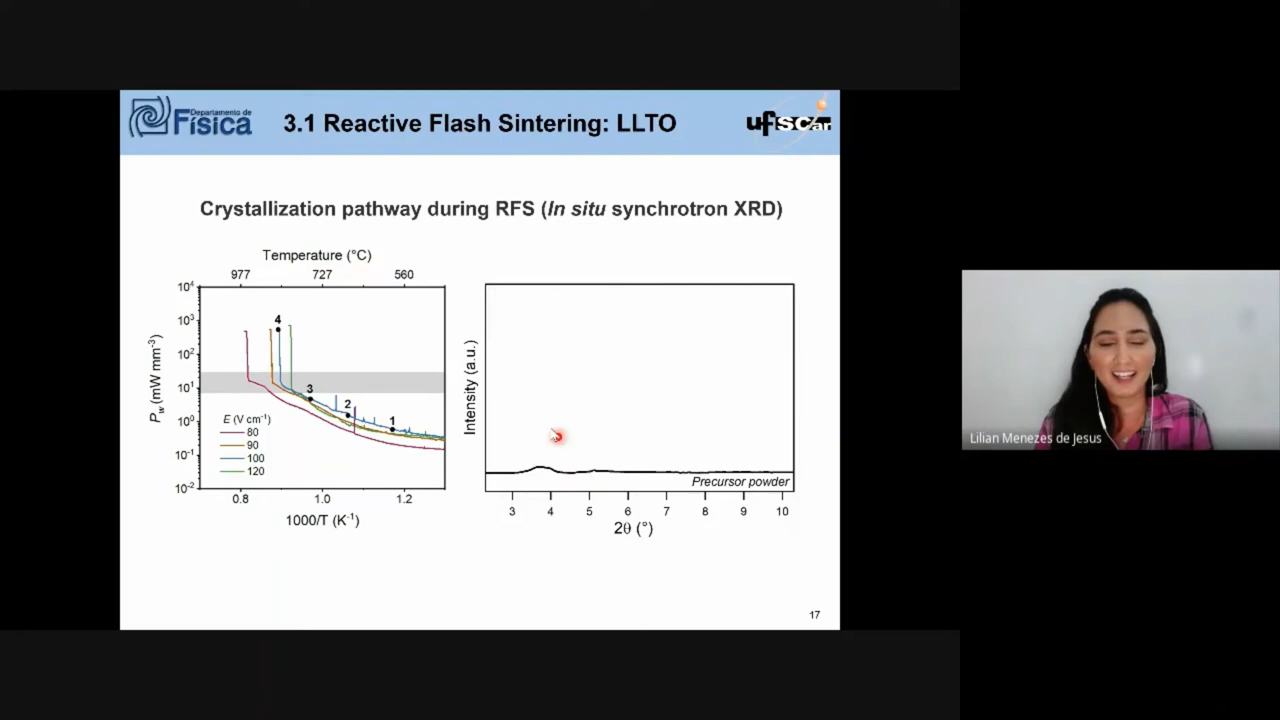 Departamento de
Física
3.1 Reactive Flash Sintering: LLTO
ufscar
Crystallization pathway during RFS (In situ synchrotron XRD)
Temperature (°C)
977 727 560
10⁴
10³
10²
10¹
10⁰
10⁻¹
10⁻²
P_w (mW mm⁻³)
4
3
2
1
E (V cm⁻¹)
80
90
100
120
0.8 1.0 1.2
1000/T (K⁻¹)
Intensity (a.u.)
Precursor powder
3 4 5 6 7 8 9 10
2θ (°)
17
Lilian Menezes de Jesus